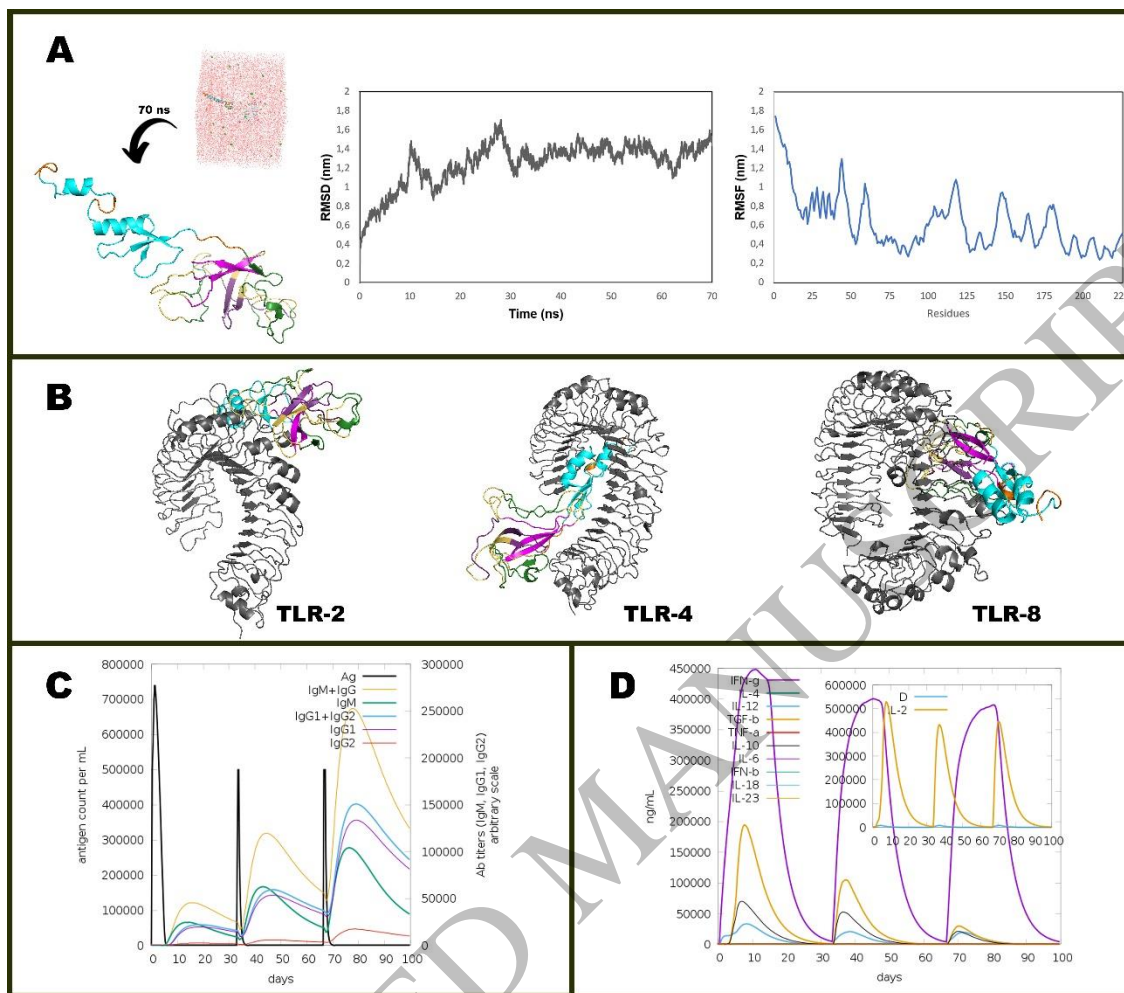 A
70 ns
RMSD (nm)
2
1,8
1,6
1,4
1,2
1
0,8
0,6
0,4
0,2
0
0 10 20 30 40 50 60 70
Time (ns)
RMSF (nm)
2
1,8
1,6
1,4
1,2
1
0,8
0,6
0,4
0,2
0
0 25 50 75 100 125 150 175 200 225
Residues
B
TLR-2
TLR-4
TLR-8
C
antigen count per mL
800000
700000
600000
500000
400000
300000
200000
100000
0
Ag
IgM+IgG
IgM
IgG1+IgG2
IgG1
IgG2
300000
250000
200000
150000
100000
50000
0
Ab titers (IgM, IgG1, IgG2)
arbitrary scale
0 10 20 30 40 50 60 70 80 90 100
days
D
ng/mL
450000
400000
350000
300000
250000
200000
150000
100000
50000
0
IFN-g
IL-4
IL-12
TGF-b
TNF-a
IL-10
IL-6
IFN-b
IL-18
IL-23
600000
500000
400000
300000
200000
100000
0
D
IL-2
0 10 20 30 40 50 60 70 80 90 100
0 10 20 30 40 50 60 70 80 90 100
days
ED MANUSCRIP